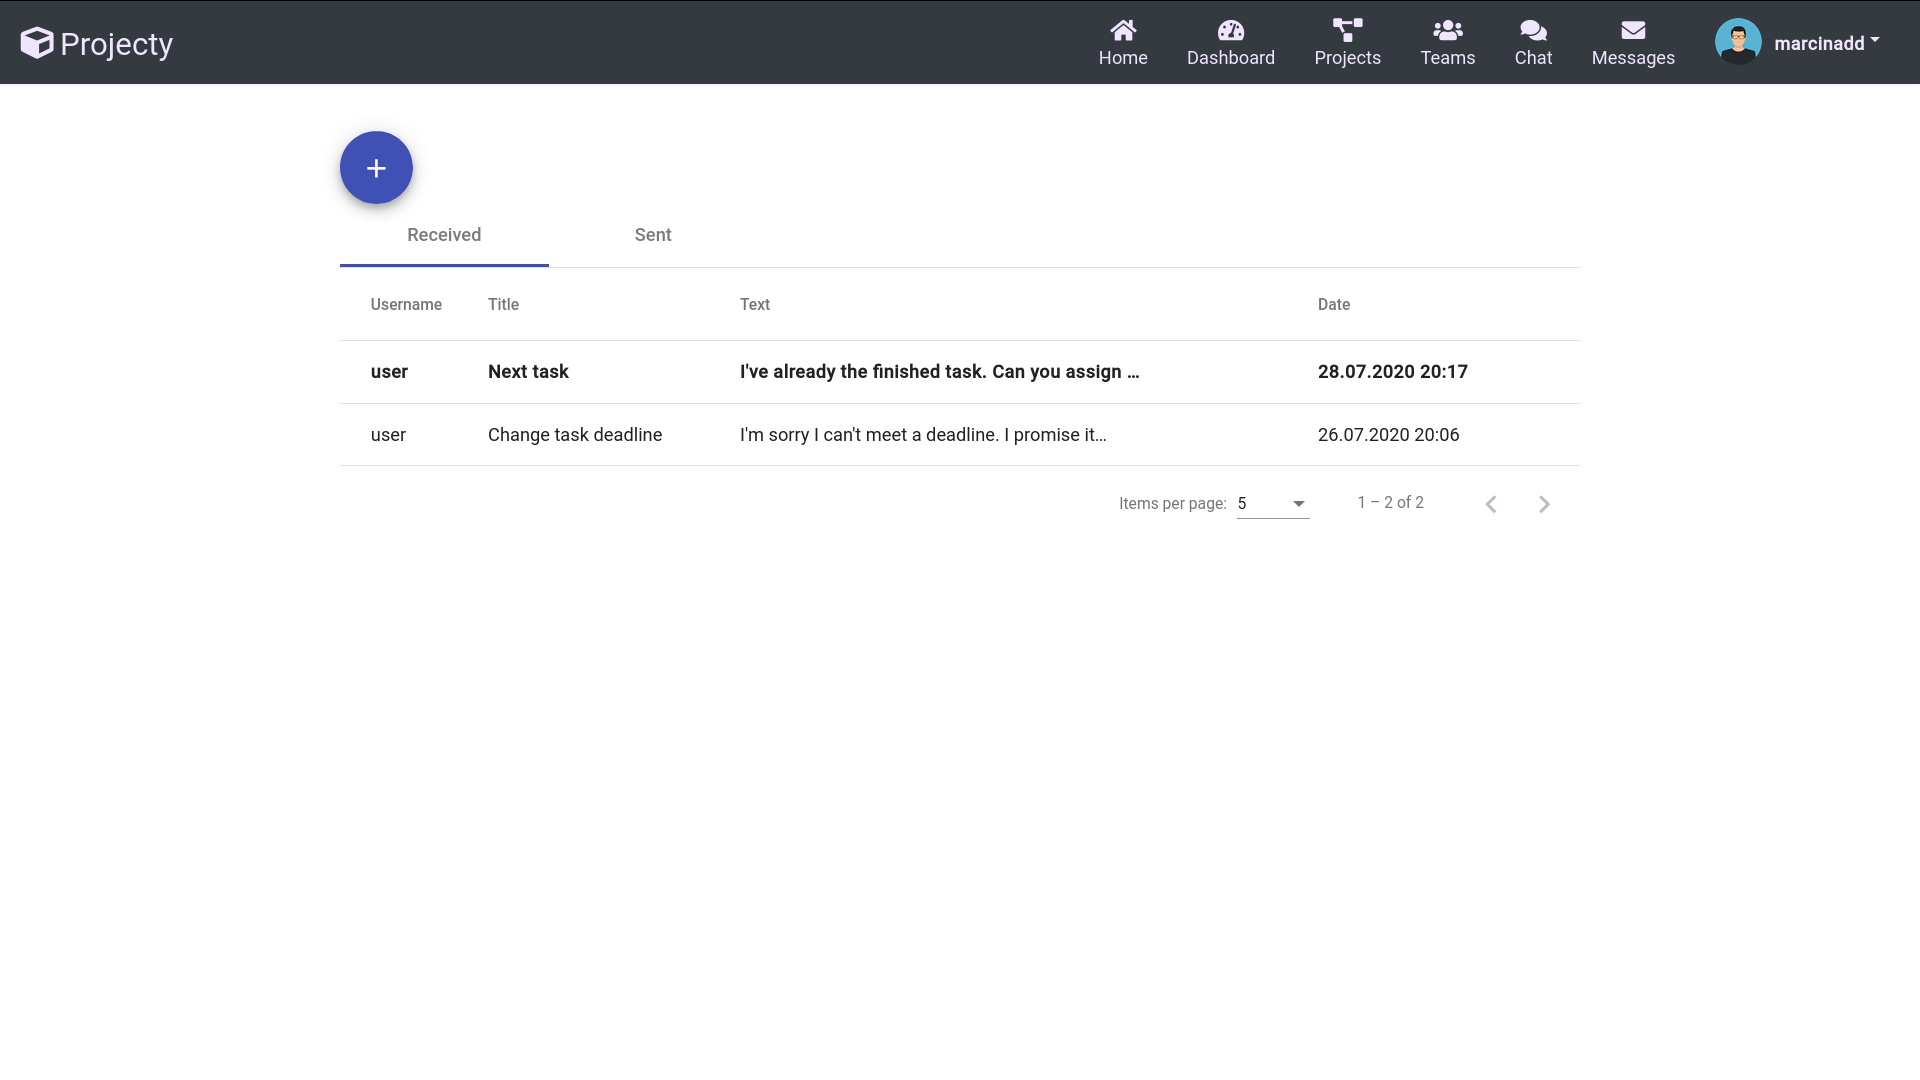 Projecty
Home Dashboard Projects Teams Chat Messages marcinadd
+
Received Sent
Username Title Text Date
user Next task I've already the finished task. Can you assign ... 28.07.2020 20:17
user Change task deadline I'm sorry I can't meet a deadline. I promise it... 26.07.2020 20:06
Items per page: 5 1 – 2 of 2